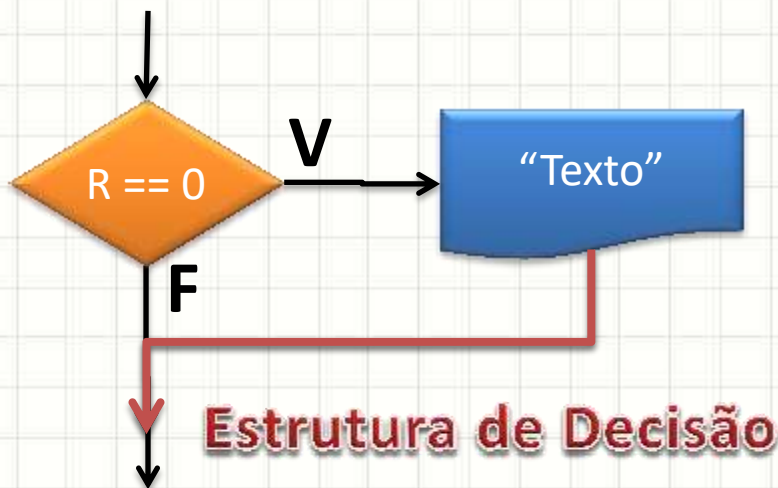 R == 0
V
“Texto”
F
Estrutura de Decisão